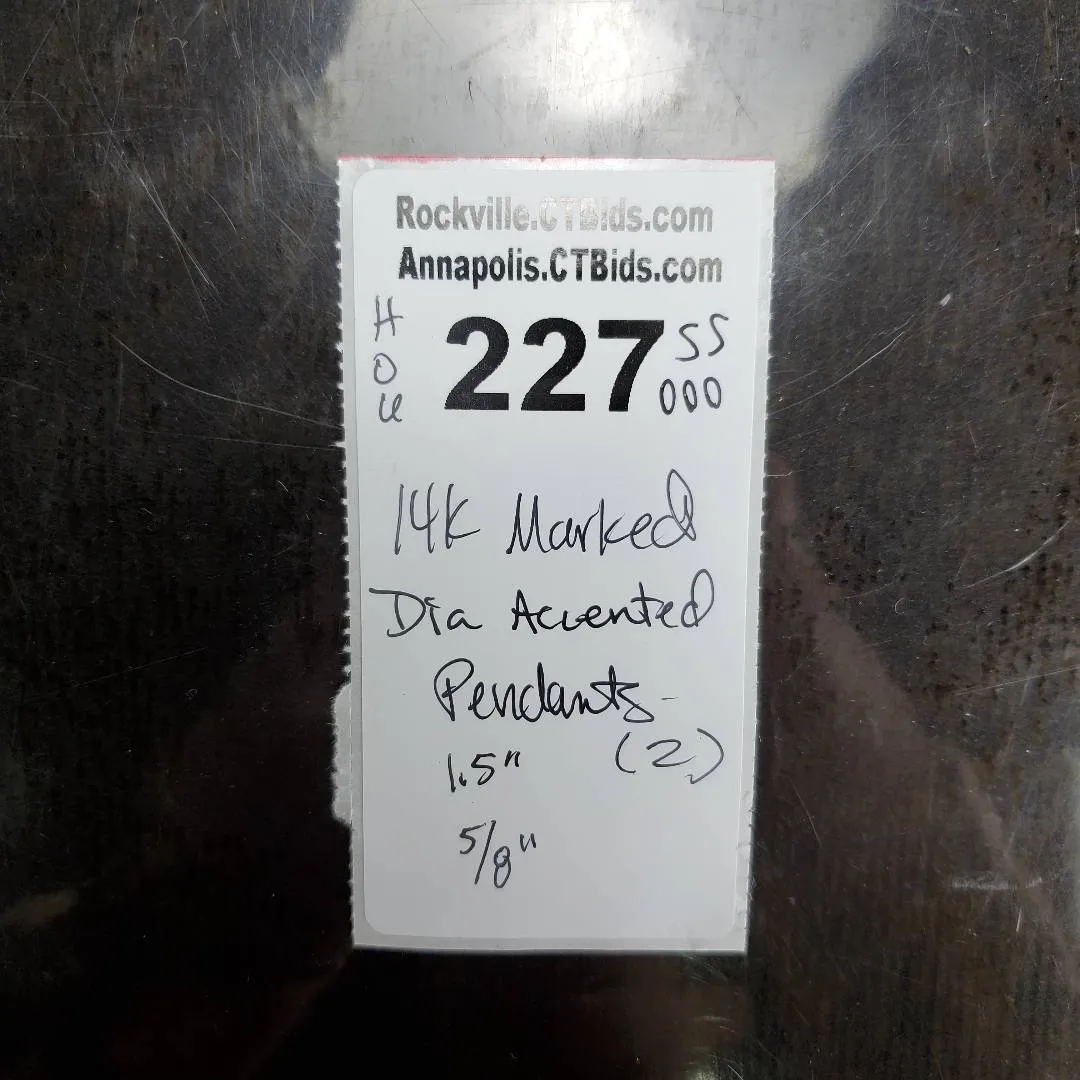 Rockville.CTBids.com
Annapolis.CTBids.com
HOU
227 SS
000
14K Marked
Dia Accented
Pendants-
1.5" (2)
5/8"